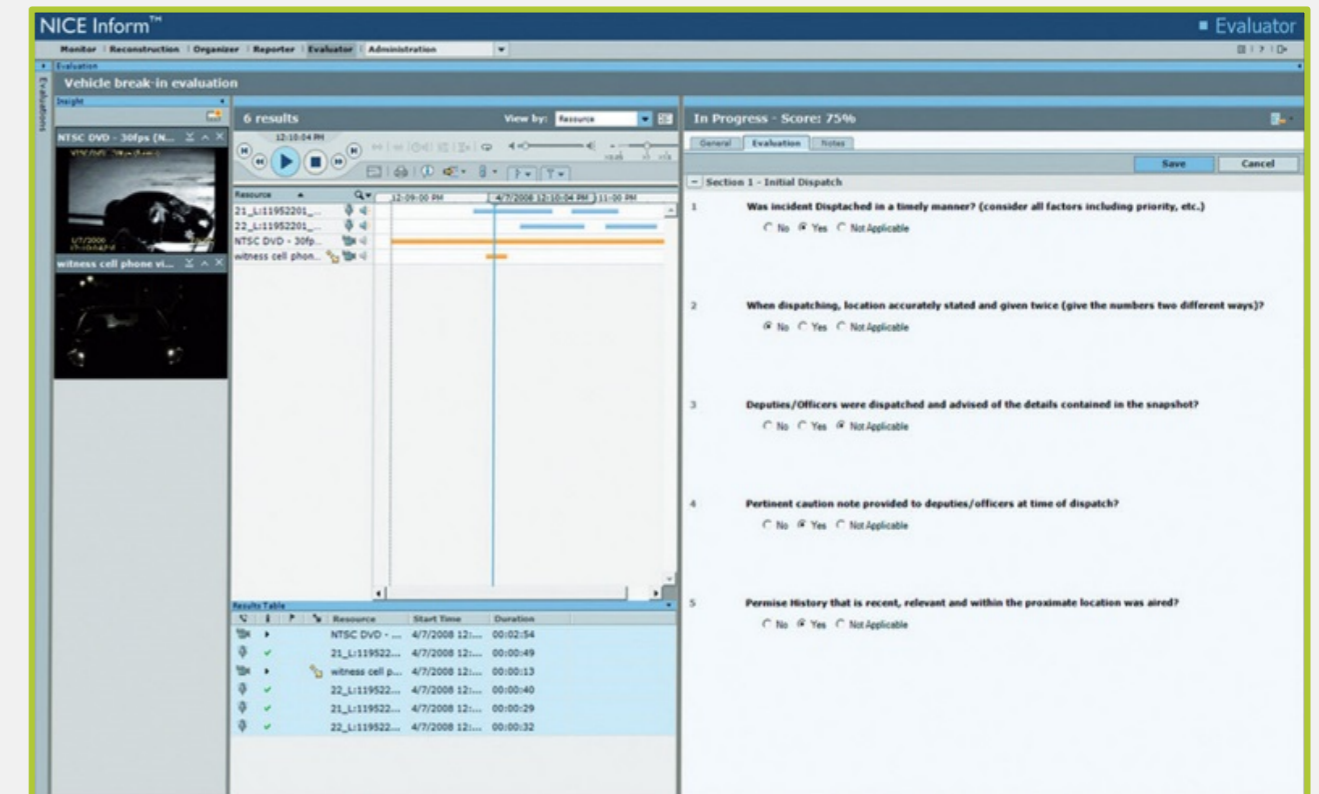 NICE Inform™
Evaluator
Monitor | Reconstruction | Organizer | Reporter | Evaluator | Administration
Evaluation
Evaluations
Vehicle break-in evaluation
Insight
NTSC DVD - 30fps (N...
witness cell phone vi...
6 results
View by: Resource
12:10:04 PM
Resource
12:09:00 PM
4/7/2008 12:10:04 PM
11:00 PM
21_L:11952201_...
22_L:11952201_...
NTSC DVD - 30fp...
witness cell phon...
Results Table
Resource Start Time Duration
NTSC DVD - ... 4/7/2008 12:... 00:02:54
21_L:119522... 4/7/2008 12:... 00:00:49
witness cell p... 4/7/2008 12:... 00:00:13
22_L:119522... 4/7/2008 12:... 00:00:40
21_L:119522... 4/7/2008 12:... 00:00:29
22_L:119522... 4/7/2008 12:... 00:00:32
In Progress - Score: 75%
General Evaluation Notes
Save Cancel
Section 1 - Initial Dispatch
1 Was incident Disptached in a timely manner? (consider all factors including priority, etc.)
No Yes Not Applicable
2 When dispatching, location accurately stated and given twice (give the numbers two different ways)?
No Yes Not Applicable
3 Deputies/Officers were dispatched and advised of the details contained in the snapshot?
No Yes Not Applicable
4 Pertinent caution note provided to deputies/officers at time of dispatch?
No Yes Not Applicable
5 Permise History that is recent, relevant and within the proximate location was aired?
No Yes Not Applicable